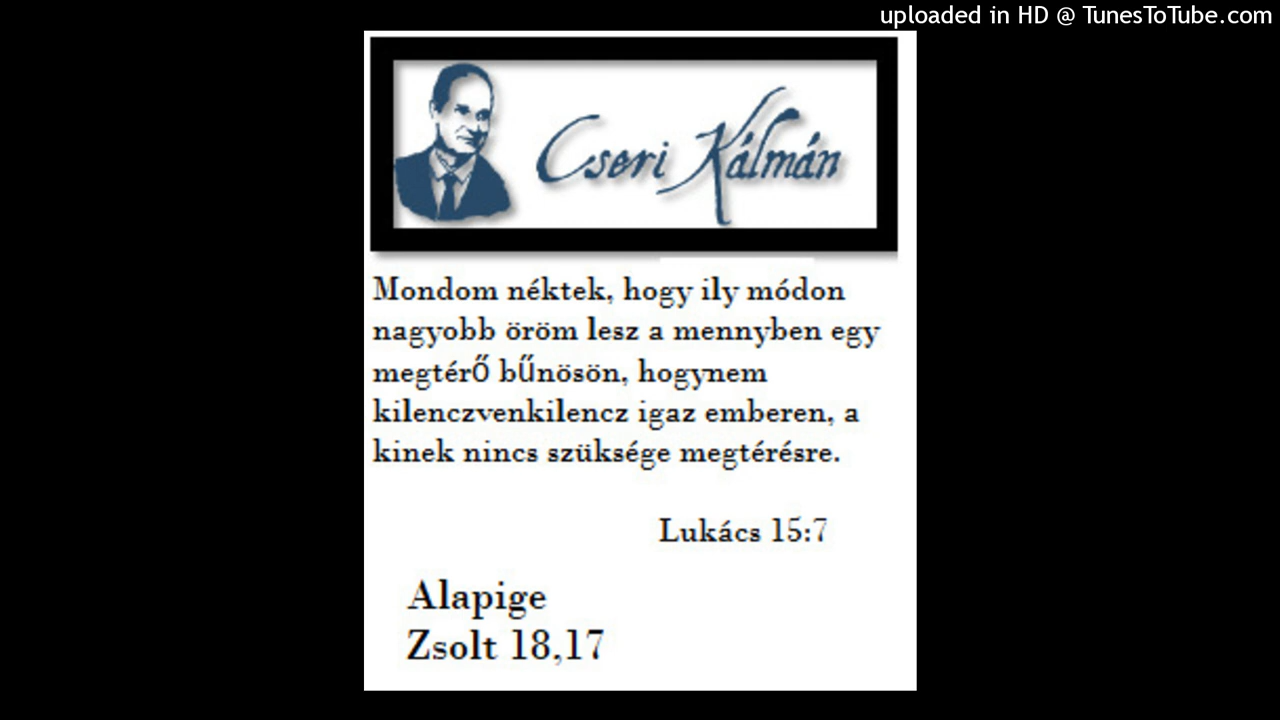 uploaded in HD @ TunesToTube.com
Cseri Kálmán
Mondom néktek, hogy ily módon
nagyobb öröm lesz a mennyben egy
megtérŐ bŰnösön, hogynem
kilenczvenkilencz igaz emberen, a
kinek nincs szüksége megtérésre.
Lukács 15:7
Alapige
Zsolt 18,17